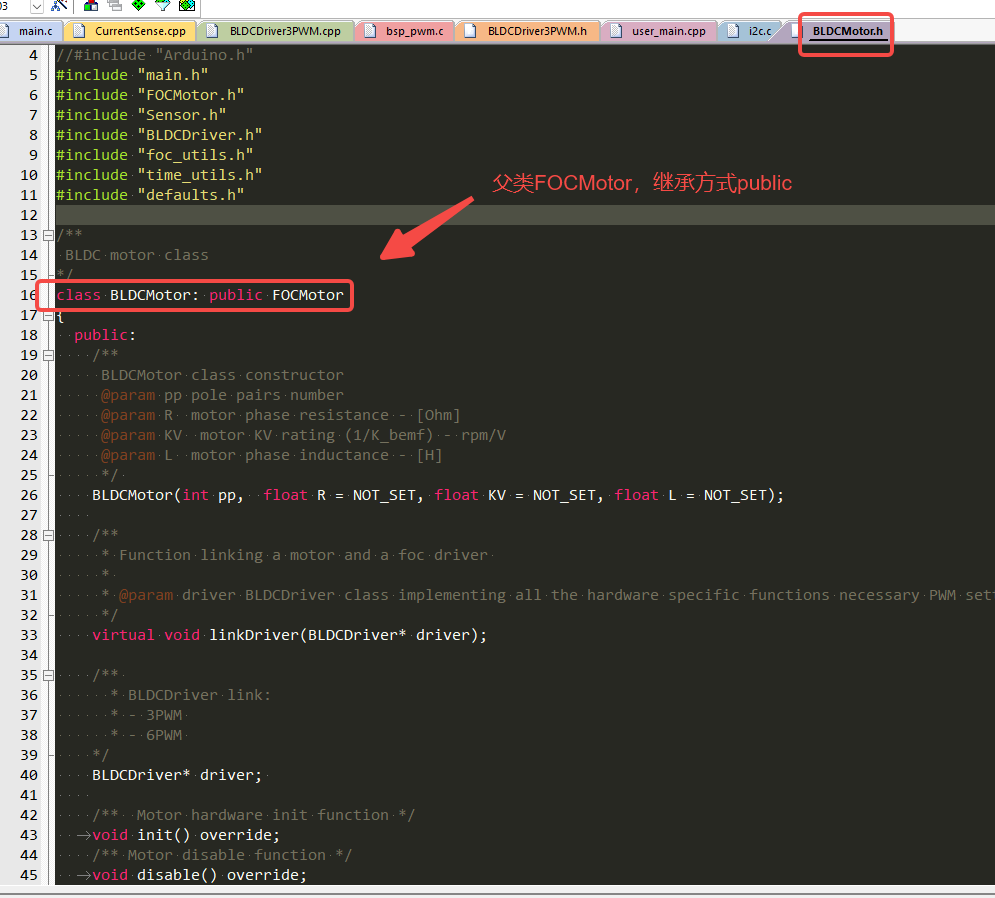 03
main.c CurrentSense.cpp BLDCDriver3PWM.cpp bsp_pwm.c BLDCDriver3PWM.h user_main.cpp i2c.c BLDCMotor.h
4 //#include "Arduino.h"
5 #include "main.h"
6 #include "FOCMotor.h"
7 #include "Sensor.h"
8 #include "BLDCDriver.h"
9 #include "foc_utils.h"
10 #include "time_utils.h"
11 #include "defaults.h"
父类FOCMotor，继承方式public
12
13 /**
14 BLDC motor class
15 */
16 class BLDCMotor: public FOCMotor
17 {
18 public:
19 /**
20 BLDCMotor class constructor
21 @param pp pole pairs number
22 @param R motor phase resistance - [Ohm]
23 @param KV motor KV rating (1/K_bemf) - rpm/V
24 @param L motor phase inductance - [H]
25 */
26 BLDCMotor(int pp, float R = NOT_SET, float KV = NOT_SET, float L = NOT_SET);
27
28 /**
29 * Function linking a motor and a foc driver
30 *
31 * @param driver BLDCDriver class implementing all the hardware specific functions necessary PWM set
32 */
33 virtual void linkDriver(BLDCDriver* driver);
34
35 /**
36 * BLDCDriver link:
37 * - 3PWM
38 * - 6PWM
39 */
40 BLDCDriver* driver;
41
42 /** Motor hardware init function */
43 void init() override;
44 /** Motor disable function */
45 void disable() override;